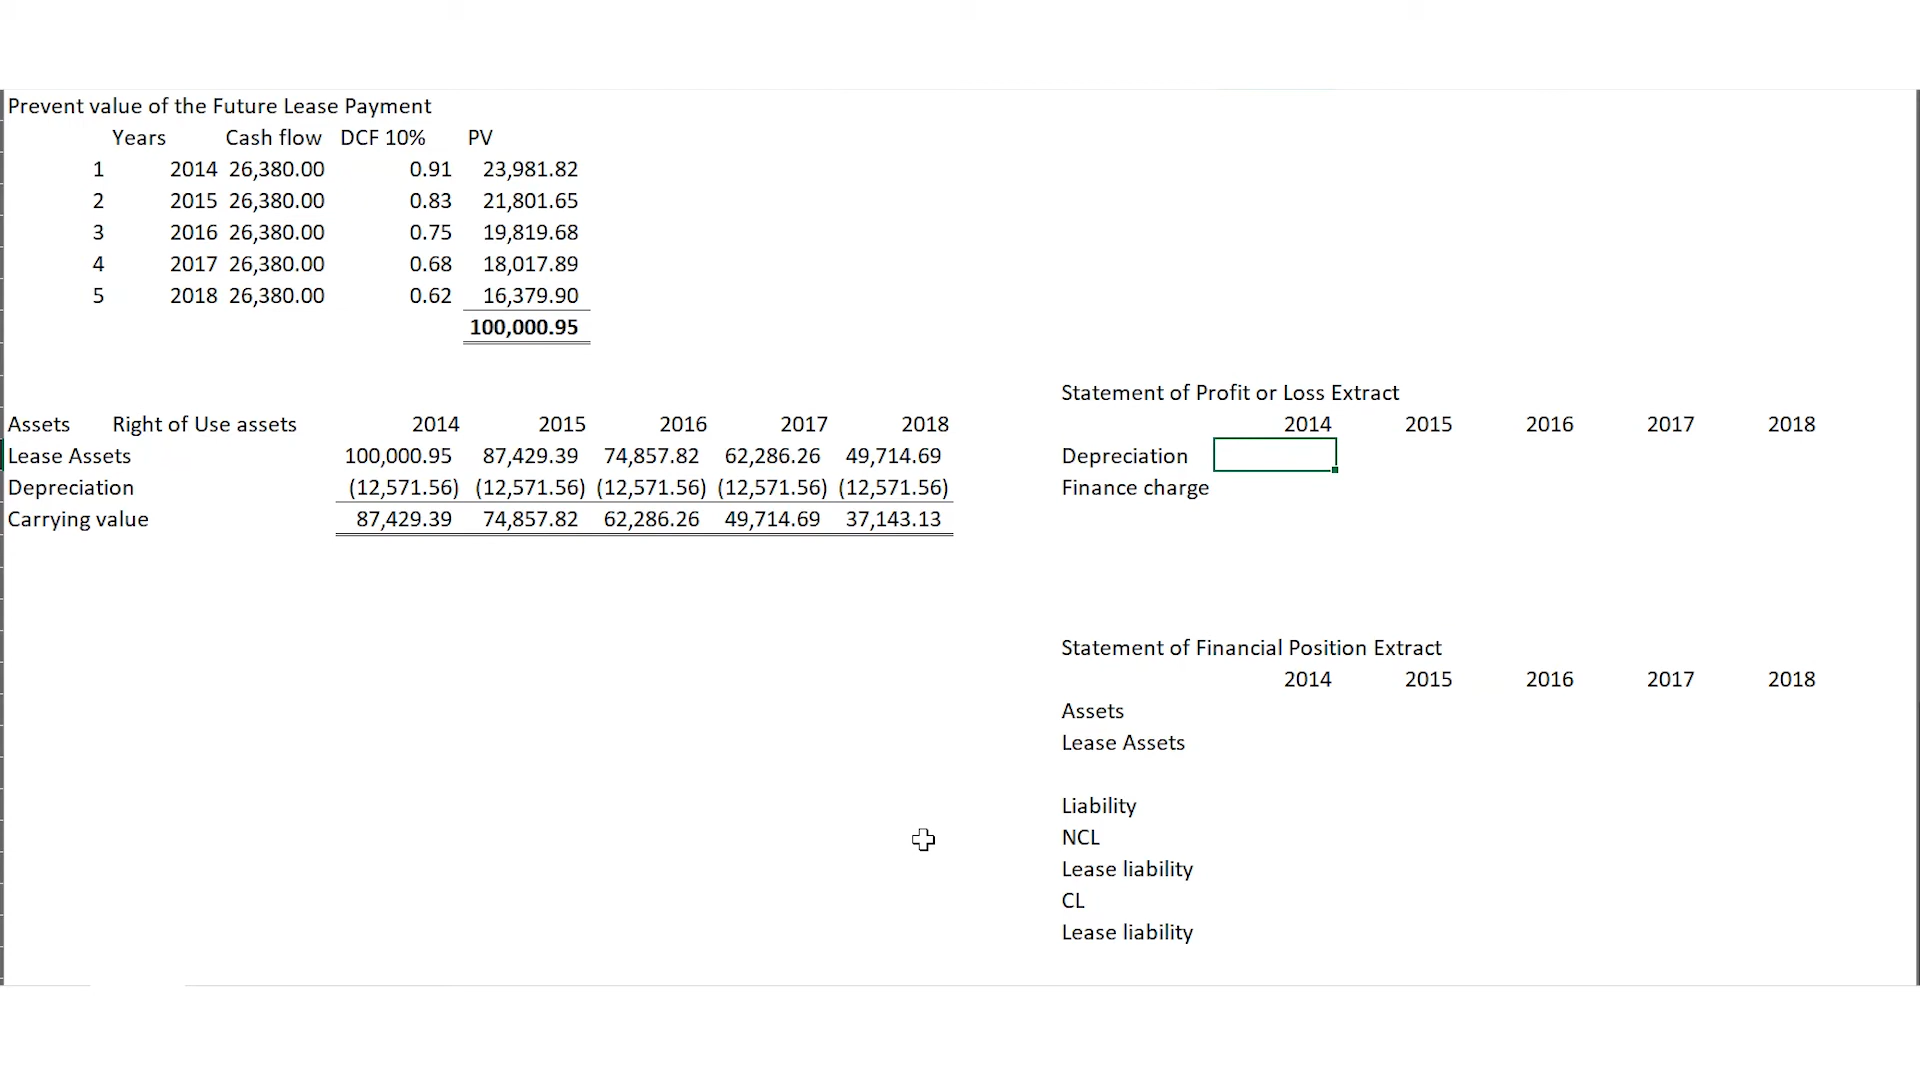 Prevent value of the Future Lease Payment
Years Cash flow DCF 10% PV
1 2014 26,380.00 0.91 23,981.82
2 2015 26,380.00 0.83 21,801.65
3 2016 26,380.00 0.75 19,819.68
4 2017 26,380.00 0.68 18,017.89
5 2018 26,380.00 0.62 16,379.90
100,000.95
Assets Right of Use assets 2014 2015 2016 2017 2018
Lease Assets 100,000.95 87,429.39 74,857.82 62,286.26 49,714.69
Depreciation (12,571.56) (12,571.56) (12,571.56) (12,571.56) (12,571.56)
Carrying value 87,429.39 74,857.82 62,286.26 49,714.69 37,143.13
Statement of Profit or Loss Extract
2014 2015 2016 2017 2018
Depreciation
Finance charge
Statement of Financial Position Extract
2014 2015 2016 2017 2018
Assets
Lease Assets
Liability
NCL
Lease liability
CL
Lease liability